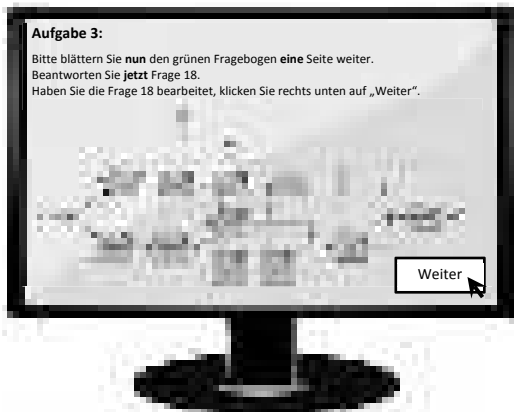 Aufgabe 3:
Bitte blättern Sie nun den grünen Fragebogen eine Seite weiter.
Beantworten Sie jetzt Frage 18.
Haben Sie die Frage 18 bearbeitet, klicken Sie rechts unten auf „Weiter“.
Weiter